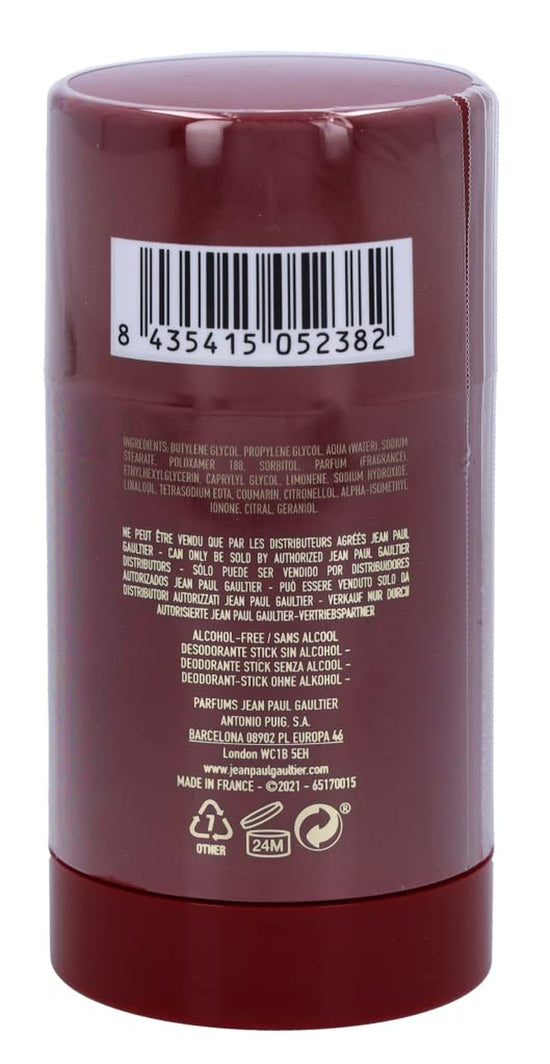 8 435415 052382
INGREDIENTS: BUTYLENE GLYCOL, PROPYLENE GLYCOL, AQUA (WATER), SODIUM
STEARATE, POLOXAMER 188, SORBITOL, PARFUM (FRAGRANCE),
ETHYLHEXYLGLYCERIN, CAPRYLYL GLYCOL, LIMONENE, SODIUM HYDROXIDE,
LINALOOL, TETRASODIUM EDTA, COUMARIN, CITRONELLOL, ALPHA-ISOMETHYL
IONONE, CITRAL, GERANIOL.
NE PEUT ÊTRE VENDU QUE PAR LES DISTRIBUTEURS AGRÉÉS JEAN PAUL
GAULTIER - CAN ONLY BE SOLD BY AUTHORIZED JEAN PAUL GAULTIER
DISTRIBUTORS - SÓLO PUEDE SER VENDIDO POR DISTRIBUIDORES
AUTORIZADOS JEAN PAUL GAULTIER - PUÒ ESSERE VENDUTO SOLO DA
DISTRIBUTORI AUTORIZZATI JEAN PAUL GAULTIER - VERKAUF NUR DURCH
AUTORISIERTE JEAN PAUL GAULTIER-VERTRIEBSPARTNER
ALCOHOL-FREE / SANS ALCOOL
DESODORANTE STICK SIN ALCOHOL -
DEODORANTE STICK SENZA ALCOOL -
DEODORANT-STICK OHNE ALKOHOL -
PARFUMS JEAN PAUL GAULTIER
ANTONIO PUIG, S.A.
BARCELONA 08902 PL EUROPA 46
London WC1B 5EH
www.jeanpaulgaultier.com
MADE IN FRANCE - ©2021 - 65170015
7 24M ®
OTHER